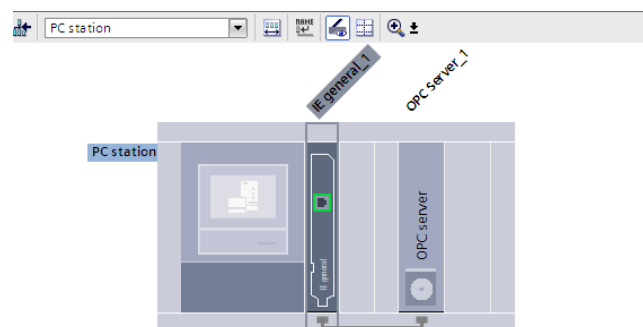 PC station
NAME
IE general_1
OPC Server_1
PC station
IE general
OPC server